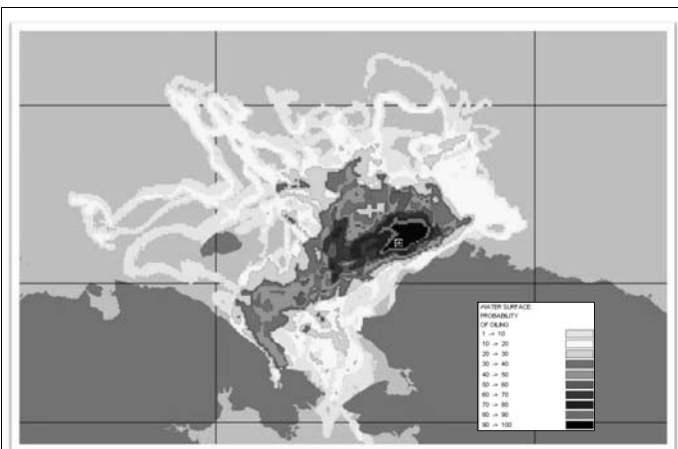 WATER SURFACE:
PROBABILITY
OF OILING
1 -> 10
10 -> 20
20 -> 30
30 -> 40
40 -> 50
50 -> 60
60 -> 70
70 -> 80
80 -> 90
90 -> 100